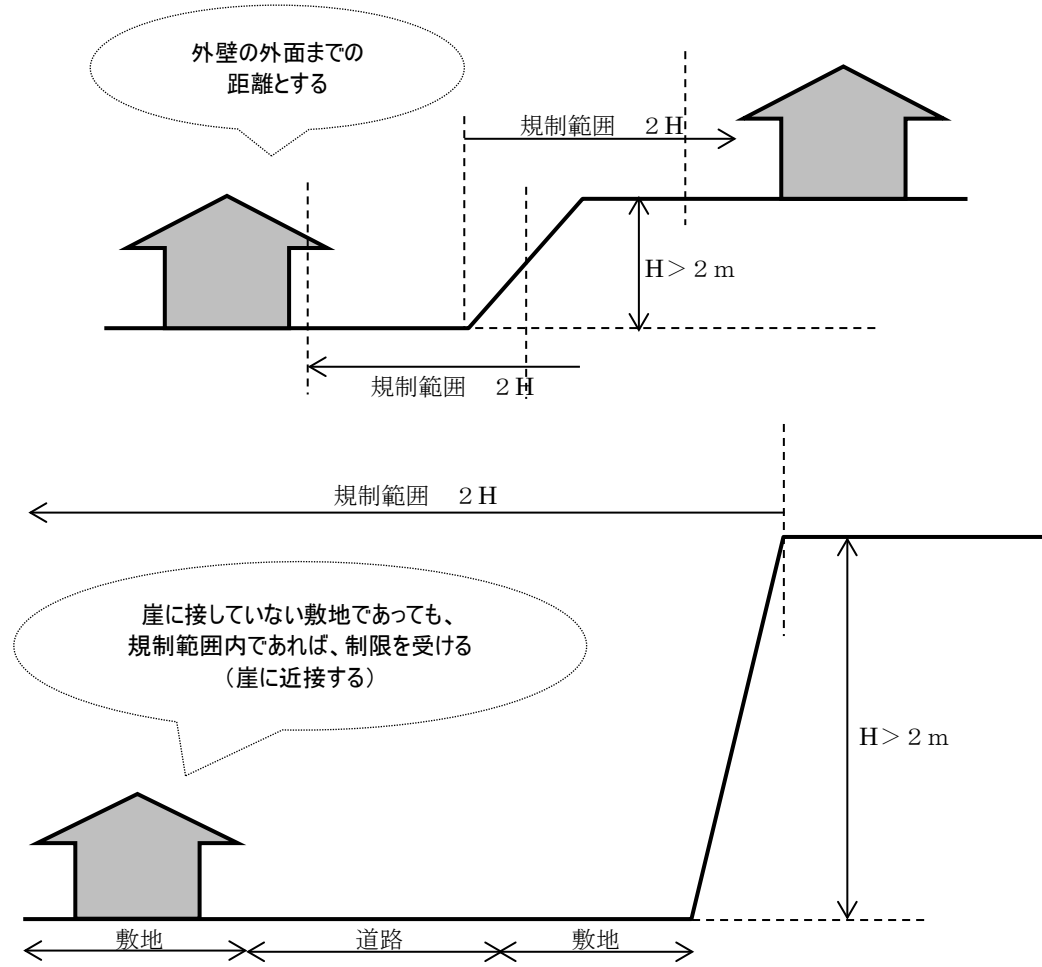 外壁の外面までの
距離とする
規制範囲　２H
H＞２ｍ
規制範囲　２H
規制範囲　２H
崖に接していない敷地であっても、
規制範囲内であれば、制限を受ける
（崖に近接する）
H＞２ｍ
敷地　道路　敷地